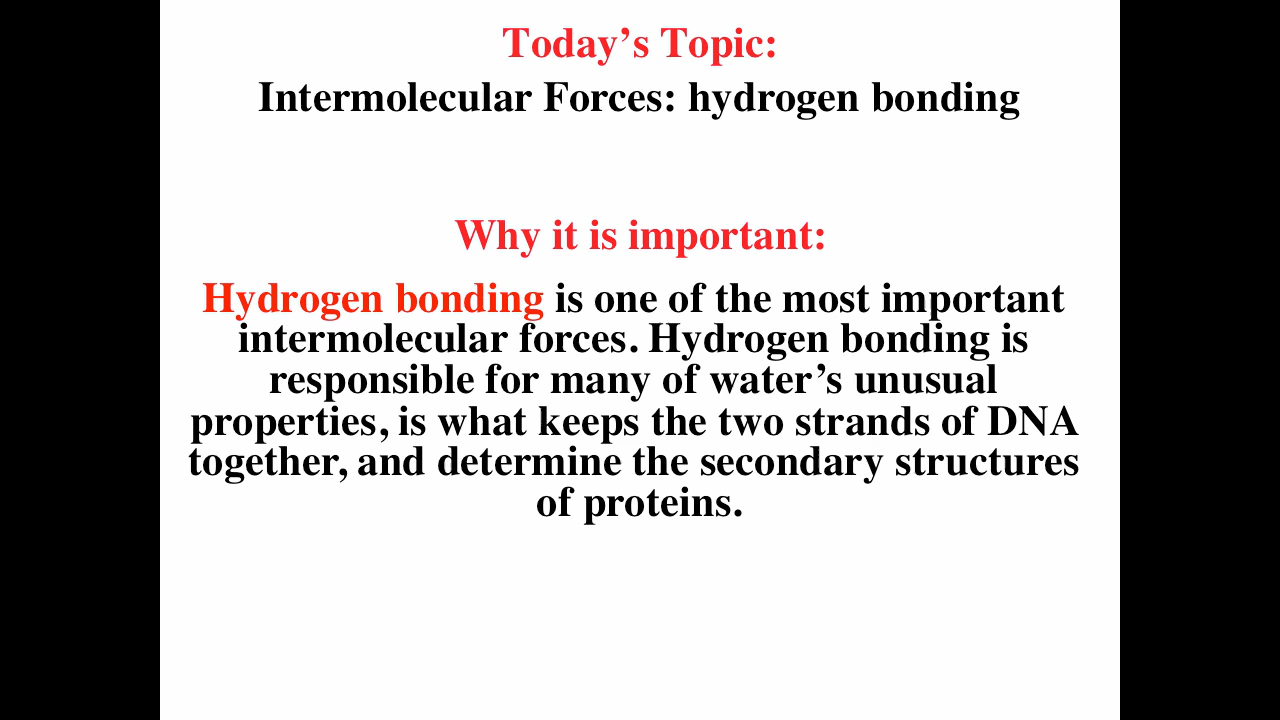 Today’s Topic:
Intermolecular Forces: hydrogen bonding
Why it is important:
Hydrogen bonding is one of the most important
intermolecular forces. Hydrogen bonding is
responsible for many of water’s unusual
properties, is what keeps the two strands of DNA
together, and determine the secondary structures
of proteins.